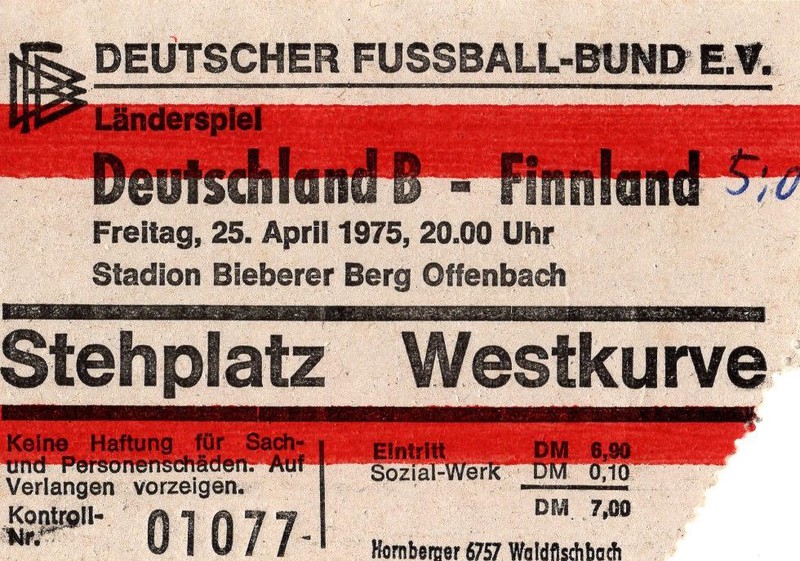 DEUTSCHER FUSSBALL-BUND E.V.
DFB
Länderspiel
Deutschland B - Finnland 5:0
Freitag, 25. April 1975, 20.00 Uhr
Stadion Bieberer Berg Offenbach
Stehplatz Westkurve
Keine Haftung für Sach-
und Personenschäden. Auf
Verlangen vorzeigen.
Kontroll-
Nr. 01077
Eintritt DM 6,90
Sozial-Werk DM 0,10
DM 7,00
Hornberger 6757 Waldfischbach